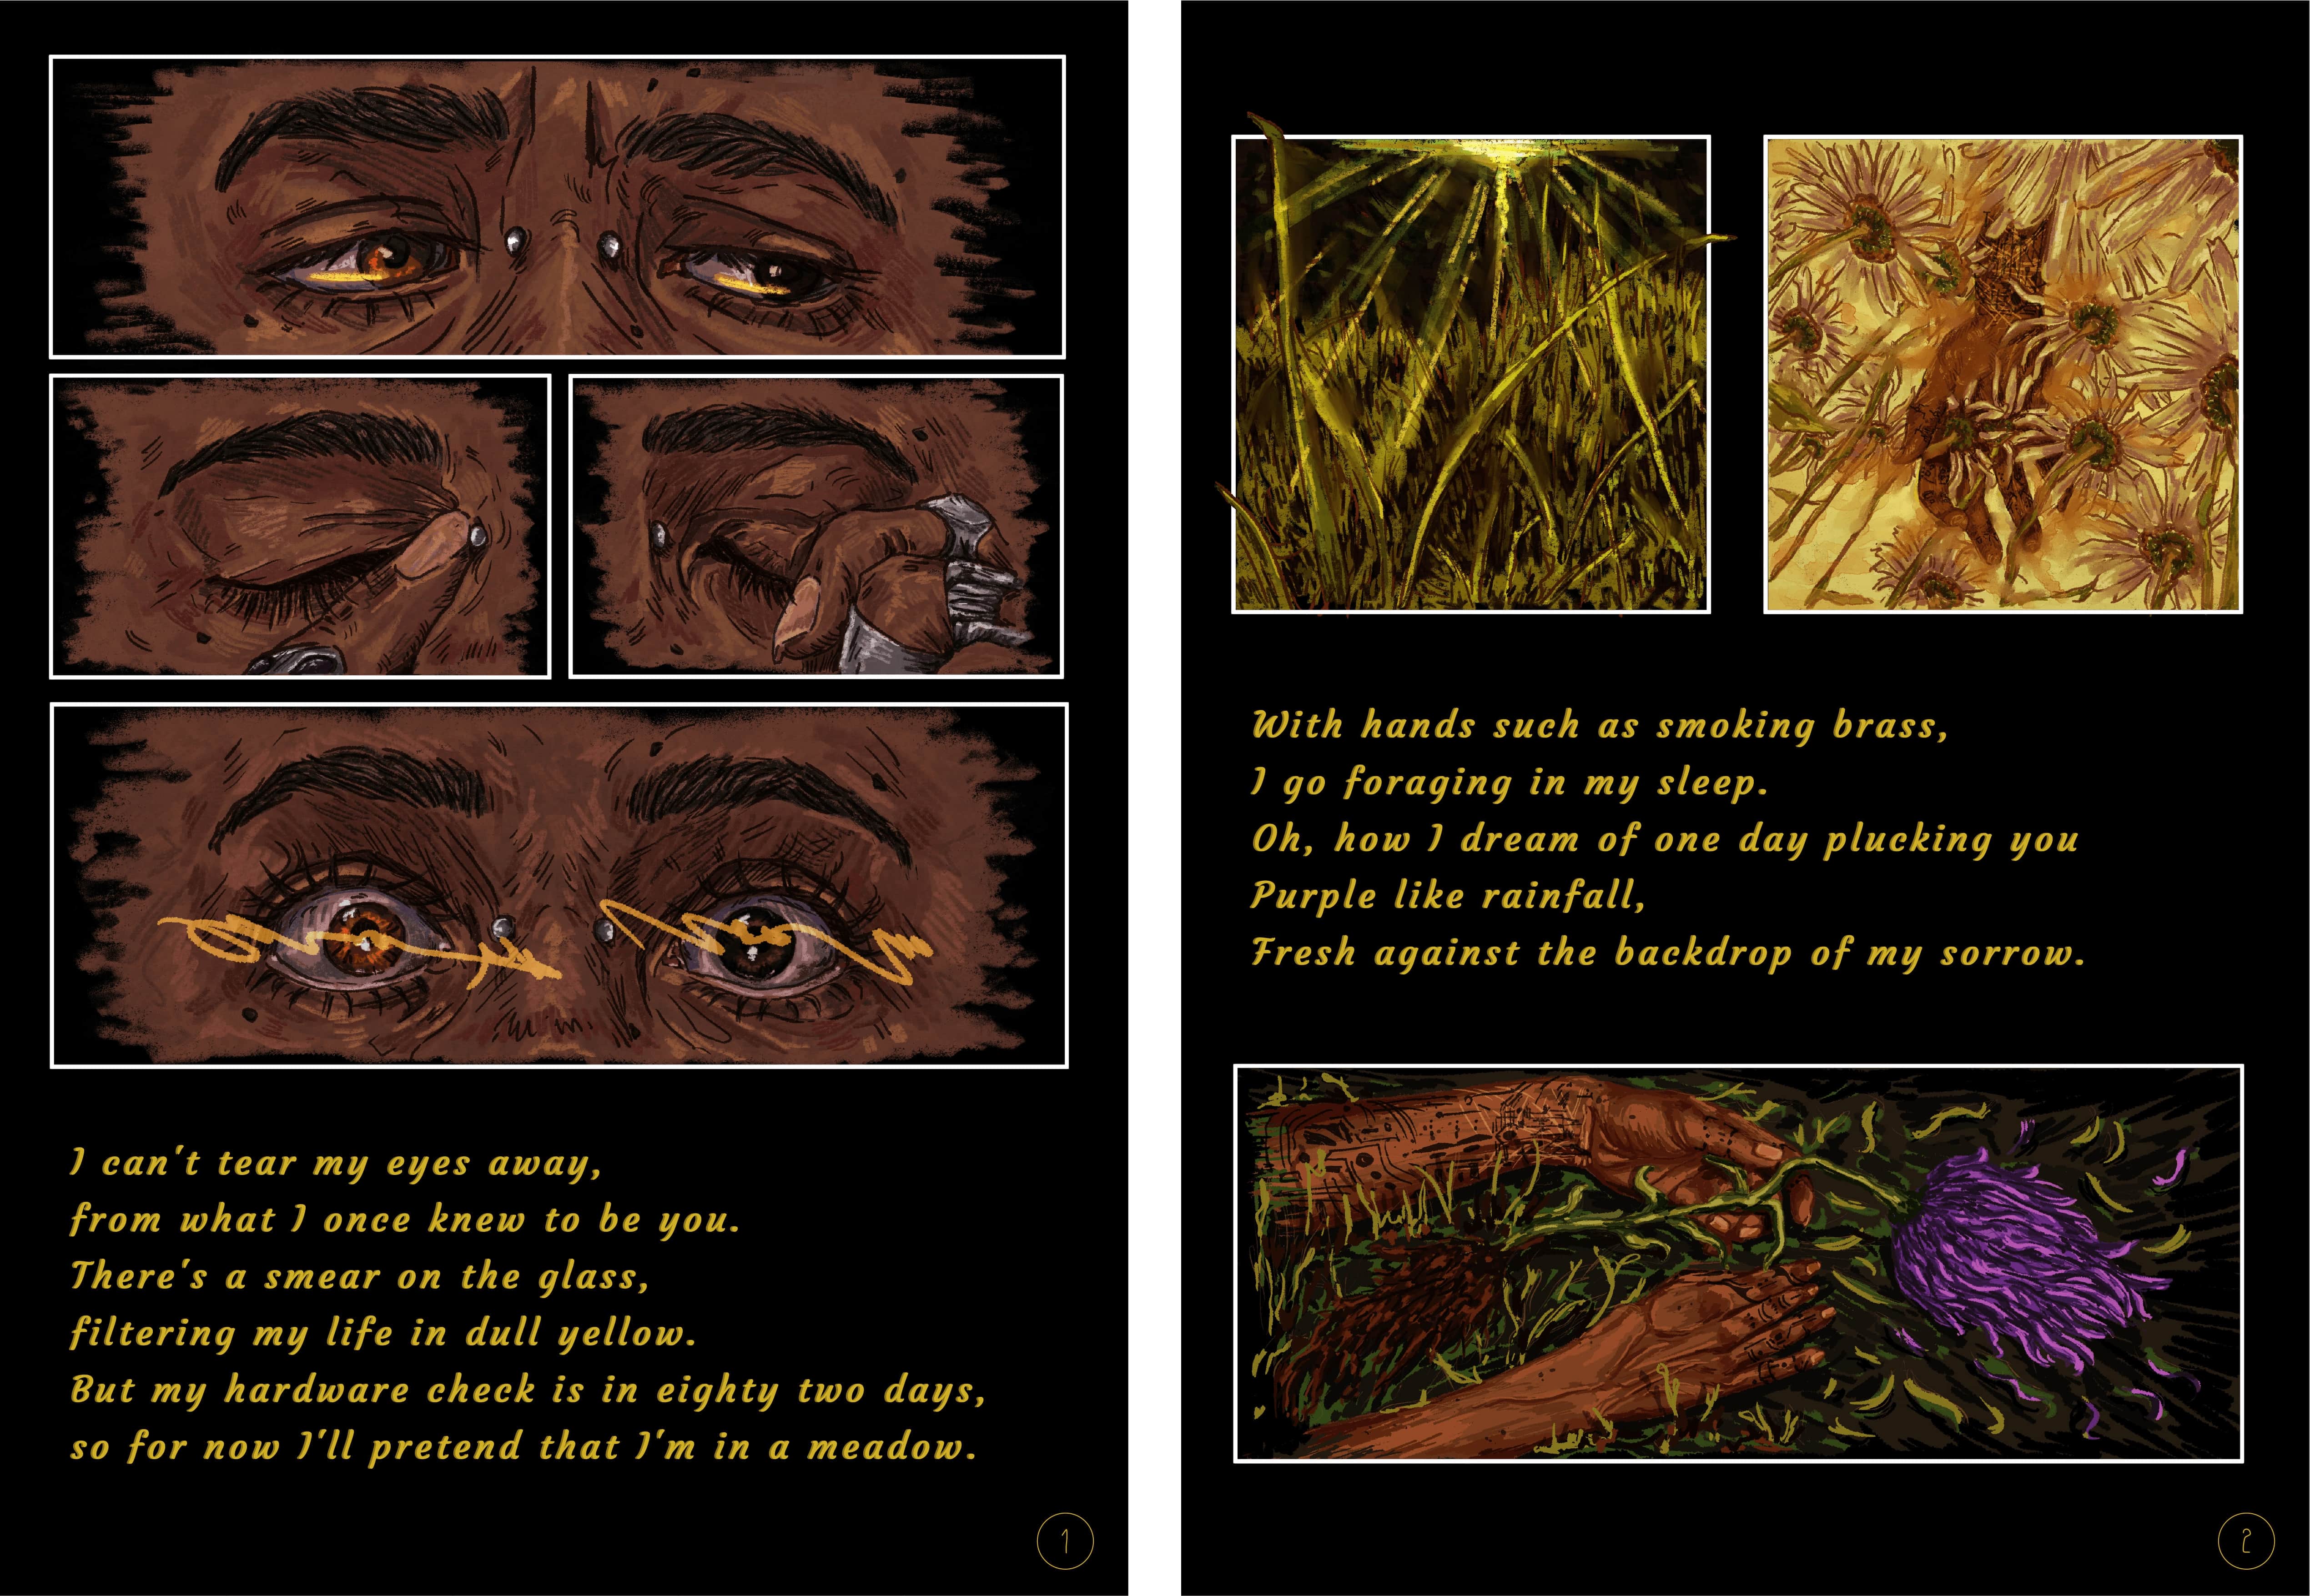 I can't tear my eyes away,
from what I once knew to be you.
There's a smear on the glass,
filtering my life in dull yellow.
But my hardware check is in eighty two days,
so for now I'll pretend that I'm in a meadow.
1
With hands such as smoking brass,
I go foraging in my sleep.
Oh, how I dream of one day plucking you
Purple like rainfall,
Fresh against the backdrop of my sorrow.
2